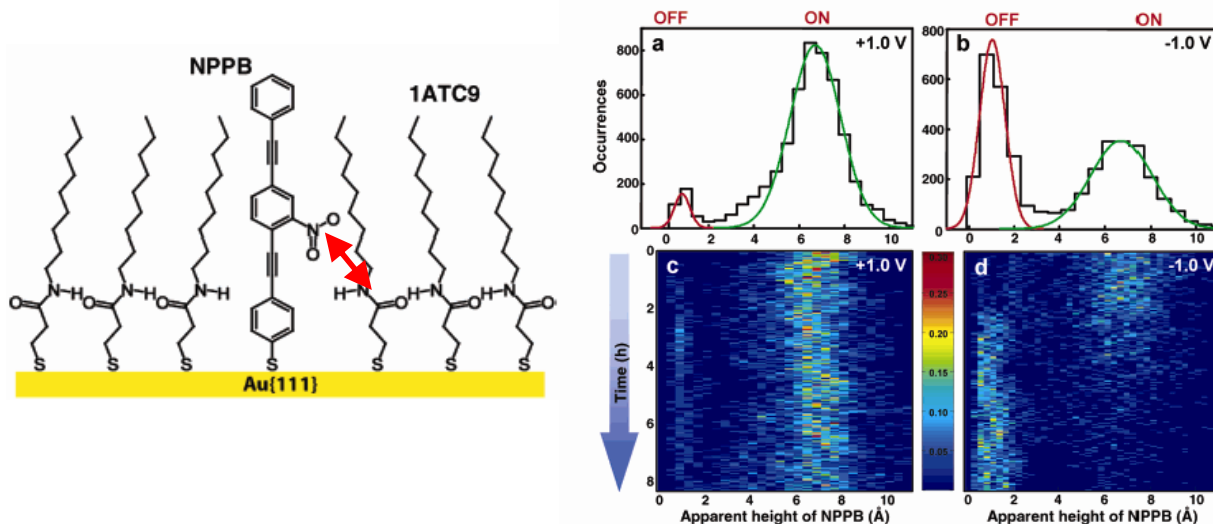 NPPB
1ATC9
O
N
O
O N-H O N-H O N-H H-N O H-N O H-N O
S S S S S S S
Au{111}
OFF ON
a +1.0 V
800
600
400
200
0
Occurrences
0 2 4 6 8 10
OFF ON
b -1.0 V
800
600
400
200
0
0 2 4 6 8 10
c +1.0 V
0
2
4
6
8
Time (h)
0 2 4 6 8 10
Apparent height of NPPB (Å)
0.30
0.25
0.20
0.15
0.10
0.05
d -1.0 V
0 2 4 6 8 10
Apparent height of NPPB (Å)